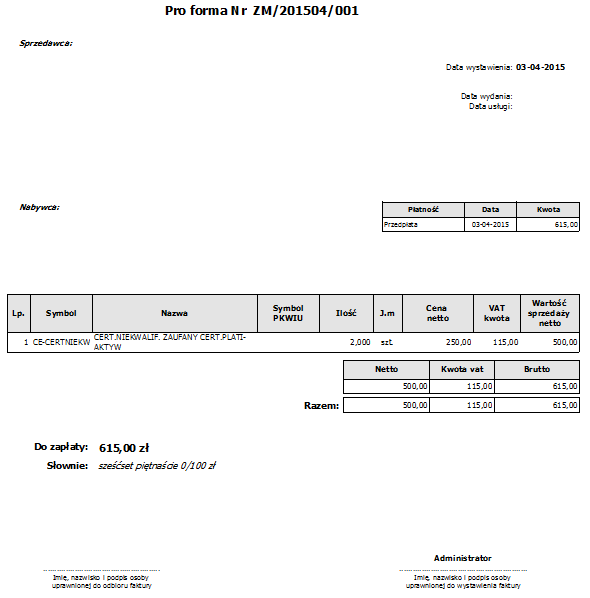 Pro forma Nr ZM/201504/001
Sprzedawca:
Data wystawienia: 03-04-2015
Data wydania:
Data usługi:
Nabywca:
Płatność Data Kwota
Przedpłata 03-04-2015 615,00
Lp. Symbol Nazwa Symbol PKWIU Ilość J.m Cena netto VAT kwota Wartość sprzedaży netto
1 CE-CERTNIEKW CERT.NIEKWALIF. ZAUFANY CERT.PLATI- 2,000 szt. 250,00 115,00 500,00
AKTYW
Netto Kwota vat Brutto
500,00 115,00 615,00
Razem: 500,00 115,00 615,00
Do zapłaty: 615,00 zł
Słownie: sześćset piętnaście 0/100 zł
Administrator
Imię, nazwisko i podpis osoby
uprawnionej do odbioru faktury
Imię, nazwisko i podpis osoby
uprawnionej do wystawienia faktury